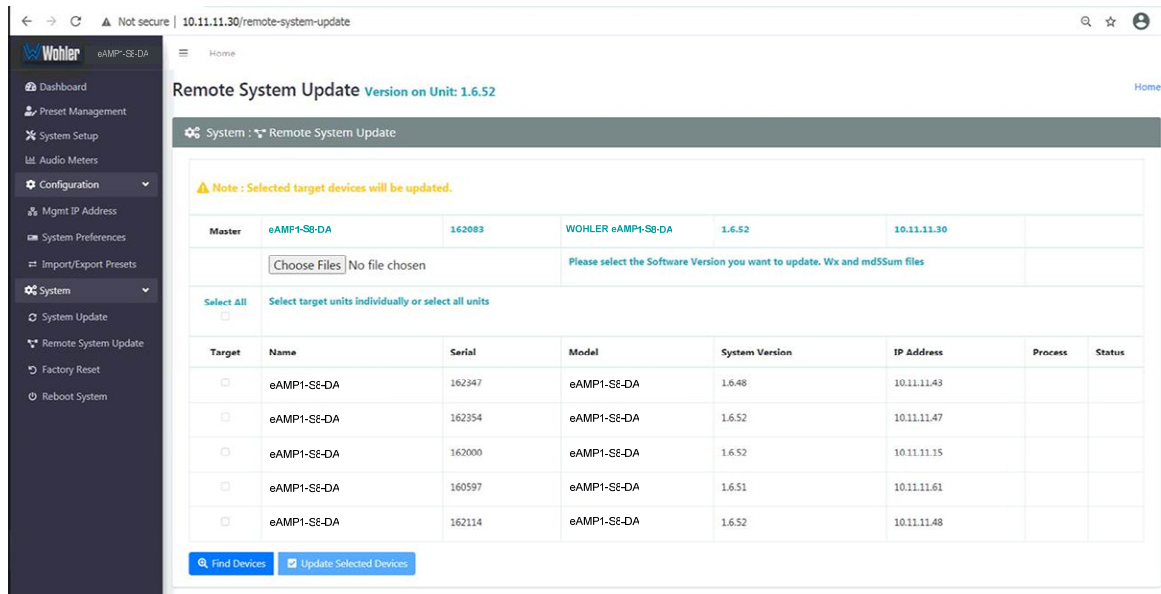 Not secure | 10.11.11.30/remote-system-update
Wohler eAMP1-S8-DA
Home
Dashboard
Preset Management
System Setup
Audio Meters
Configuration
Mgmt IP Address
System Preferences
Import/Export Presets
System
System Update
Remote System Update
Factory Reset
Reboot System
Remote System Update Version on Unit: 1.6.52
Home
System : Remote System Update
Note : Selected target devices will be updated.
Master eAMP1-S8-DA 162083 WOHLER eAMP1-S8-DA 1.6.52 10.11.11.30
Choose Files No file chosen Please select the Software Version you want to update. Wx and md5Sum files
Select All Select target units individually or select all units
Target Name Serial Model System Version IP Address Process Status
eAMP1-S8-DA 162347 eAMP1-S8-DA 1.6.48 10.11.11.43
eAMP1-S8-DA 162354 eAMP1-S8-DA 1.6.52 10.11.11.47
eAMP1-S8-DA 162000 eAMP1-S8-DA 1.6.52 10.11.11.15
eAMP1-S8-DA 160597 eAMP1-S8-DA 1.6.51 10.11.11.61
eAMP1-S8-DA 162114 eAMP1-S8-DA 1.6.52 10.11.11.48
Find Devices Update Selected Devices